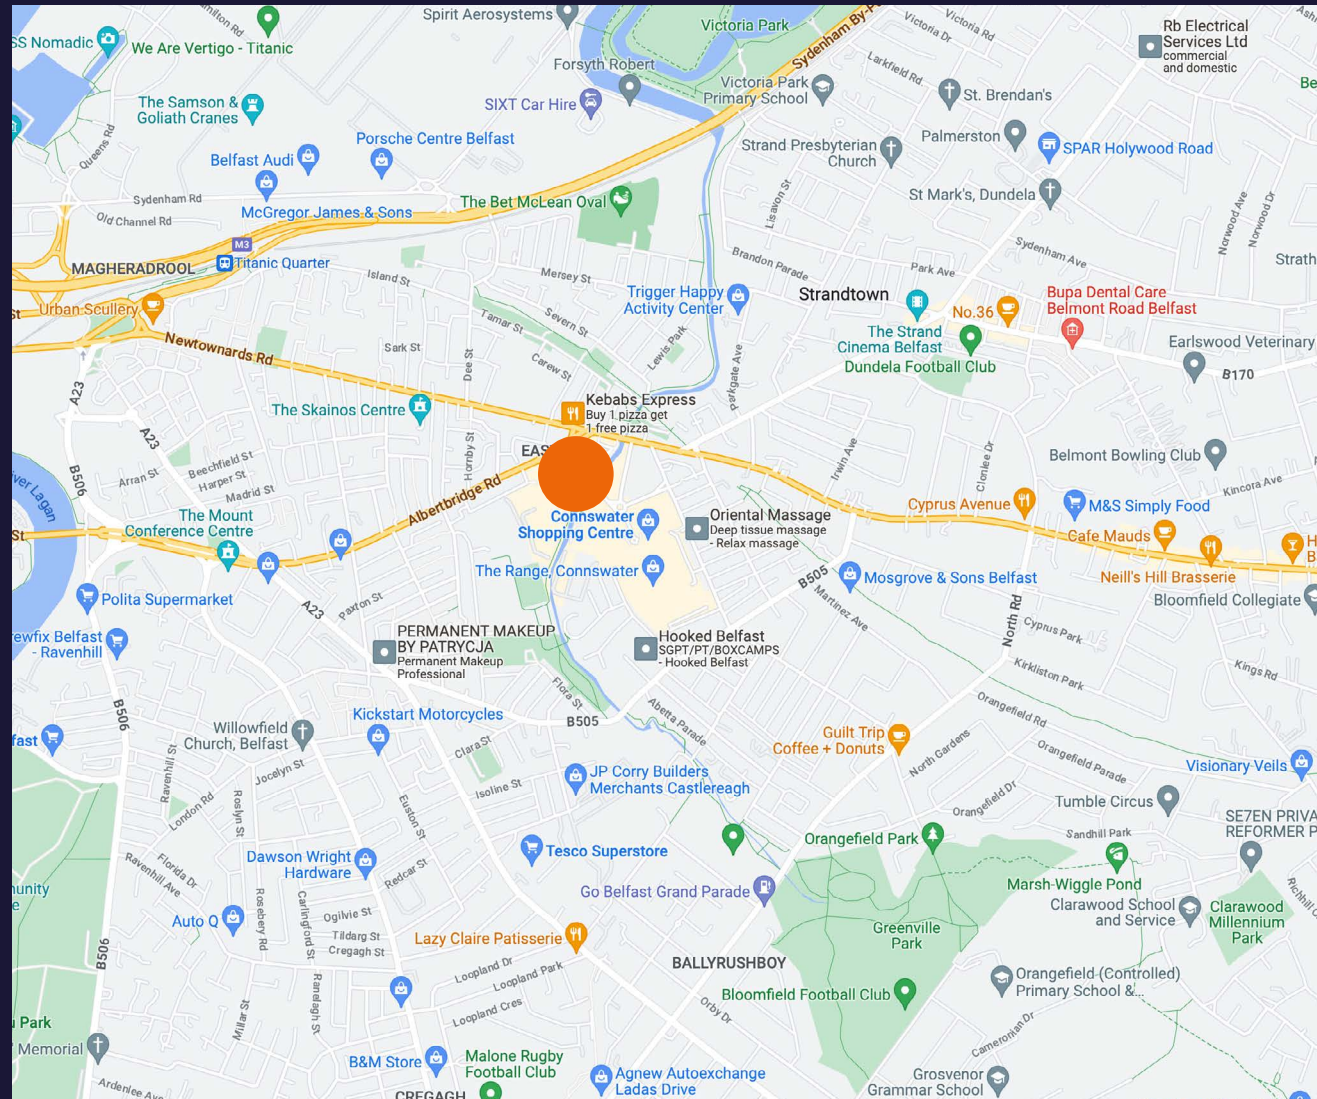 Spirit Aerosystems
Victoria Park
Sydenham By-Pa
Victoria Dr
Victoria Rd
Rb Electrical
Services Ltd
commercial
and domestic
SS Nomadic
We Are Vertigo - Titanic
Forsyth Robert
Larkfield Rd
Victoria Park
Primary School
St. Brendan's
SIXT Car Hire
The Samson &
Goliath Cranes
Queens Rd
Porsche Centre Belfast
Palmerston
SPAR Holywood Road
Strand Presbyterian
Church
Belfast Audi
St Mark's, Dundela
Sydenham Rd
The Bet McLean Oval
Lisavon St
Norwood Ave
Norwood Dr
McGregor James & Sons
Old Channel Rd
M3
Sydenham Ave
MAGHERADROOL
Titanic Quarter
Brandon Parade
Park Ave
Strath
Island St
Mersey St
Trigger Happy
Activity Center
Strandtown
Bupa Dental Care
Belmont Road Belfast
St
Urban Scullery
Tamar St
Severn St
No.36
The Strand
Cinema Belfast
Newtownards Rd
Sark St
Dee St
Carew St
Lewis Park
Parkgate Ave
Dundela Football Club
Earlswood Veterinary
B170
A23
The Skainos Centre
Kebabs Express
Buy 1 pizza get
1 free pizza
A23
Hornby St
EAS
Irwin Ave
Clonlee Dr
Belmont Bowling Club
Beechfield St
Arran St
Harper St
Madrid St
B506
River Lagan
Albertbridge Rd
Kincora Ave
Cyprus Avenue
M&S Simply Food
The Mount
Conference Centre
Connswater
Shopping Centre
Oriental Massage
Deep tissue massage
- Relax massage
St
Cafe Mauds
Neill's Hill Brasserie
The Range, Connswater
B505
Mosgrove & Sons Belfast
Bloomfield Collegiate
Polita Supermarket
A23
Paxton St
Martinez Ave
North Rd
Cyprus Park
rewfix Belfast
- Ravenhill
PERMANENT MAKEUP
BY PATRYCJA
Permanent Makeup
Professional
Hooked Belfast
SGPT/PT/BOXCAMPS
- Hooked Belfast
Kirkliston Park
Kings Rd
B506
Flora St
Abetta Parade
Orangefield Rd
Kickstart Motorcycles
B505
Willowfield
Church, Belfast
fast
Clara St
Guilt Trip
Coffee + Donuts
North Gardens
Orangefield Parade
Ravenhill St
Jocelyn St
JP Corry Builders
Merchants Castlereagh
Isoline St
Visionary Veils
Orangefield Dr
Tumble Circus
London Rd
Roslyn St
Euston St
SE7EN PRIVA
REFORMER P
Sandhill Park
Orangefield Park
Tesco Superstore
Dawson Wright
Hardware
Redcar St
Florida Dr
Ravenhill Ave
Marsh-Wiggle Pond
Go Belfast Grand Parade
Clarawood School
and Service
Clarawood
Millennium
Park
Richhill
Auto Q
Rosebery Rd
Carlingford St
Ogilvie St
Tildarg St
Cregagh St
Lazy Claire Patisserie
Greenville
Park
B506
Loopland Dr
Loopland Park
BALLYRUSHBOY
Orangefield (Controlled)
Primary School &...
Bloomfield Football Club
Millar St
Ranelagh St
Loopland Cres
Orby Dr
Park
Memorial
Cameronian Dr
B&M Store
Malone Rugby
Football Club
Agnew Autoexchange
Ladas Drive
Grosvenor
Grammar School
Ardenlee Ave
CREGAGH